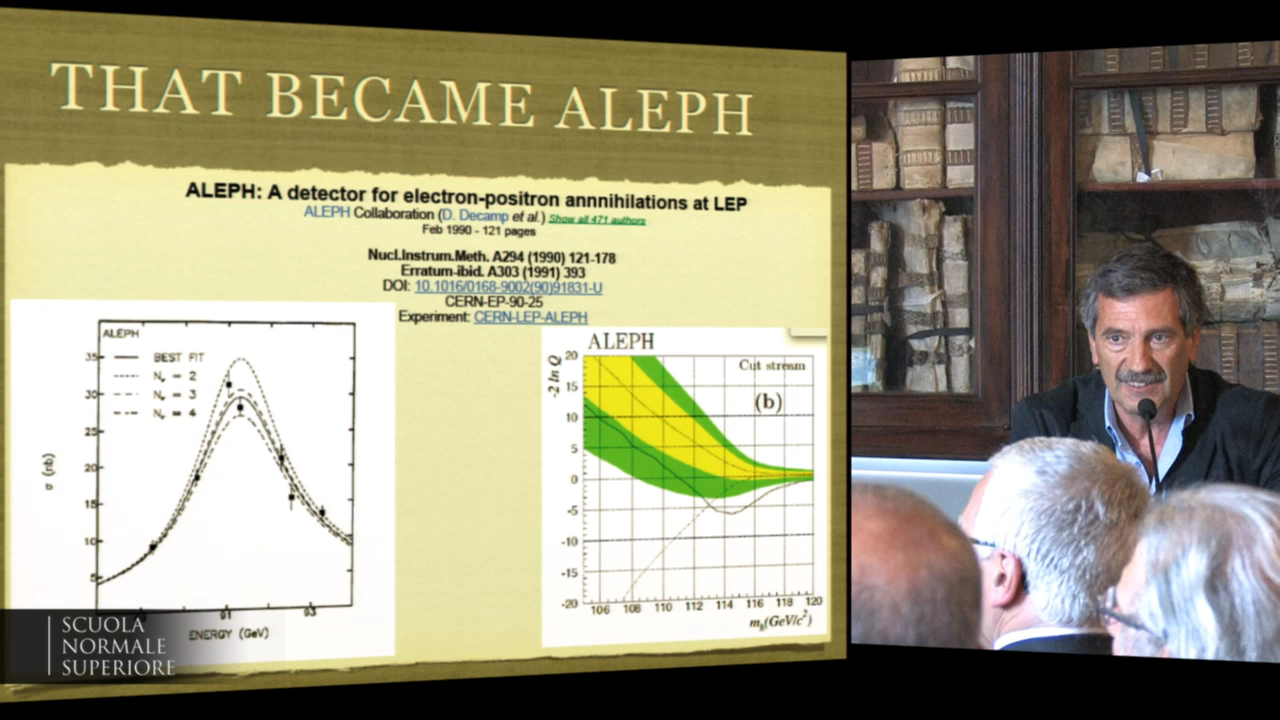 THAT BECAME ALEPH
ALEPH: A detector for electron-positron annnihilations at LEP
ALEPH Collaboration (D. Decamp et al.) Show all 471 authors
Feb 1990 - 121 pages
Nucl.Instrum.Meth. A294 (1990) 121-178
Erratum-ibid. A303 (1991) 393
DOI: 10.1016/0168-9002(90)91831-U
CERN-EP-90-25
Experiment: CERN-LEP-ALEPH
ALEPH
BEST FIT
Nᵥ = 2
Nᵥ = 3
Nᵥ = 4
35
30
25
20
15
10
5
σ (nb)
91
93
ENERGY (GeV)
ALEPH
Cut stream
(b)
-2 ln Q
20
15
10
5
0
-5
-10
-15
-20
106 108 110 112 114 116 118 120
mₕ(GeV/c²)
SCUOLA
NORMALE
SUPERIORE